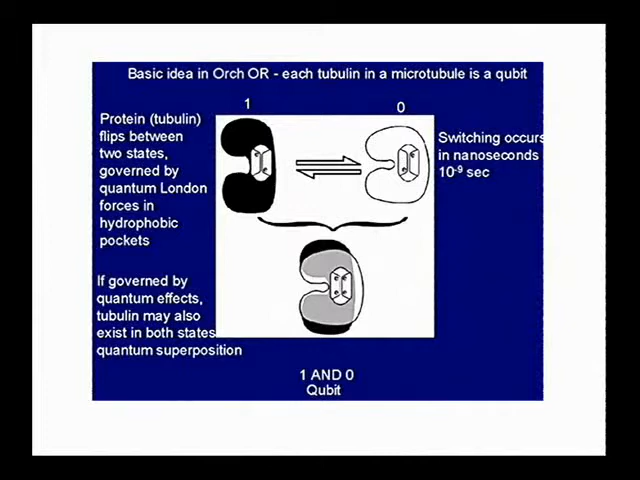 Basic idea in Orch OR - each tubulin in a microtubule is a qubit
1
0
Protein (tubulin)
flips between
two states,
governed by
quantum London
forces in
hydrophobic
pockets
Switching occurs
in nanoseconds
10-9 sec
If governed by
quantum effects,
tubulin may also
exist in both states
quantum superposition
1 AND 0
Qubit